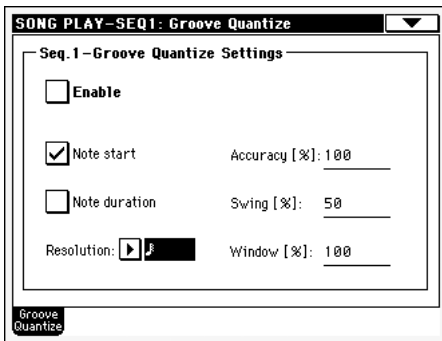 SONG PLAY-SEQ1: Groove Quantize
Seq.1-Groove Quantize Settings
Enable
Note start
Accuracy [%]: 100
Note duration
Swing [%]: 50
Resolution:
Window [%]: 100
Groove
Quantize